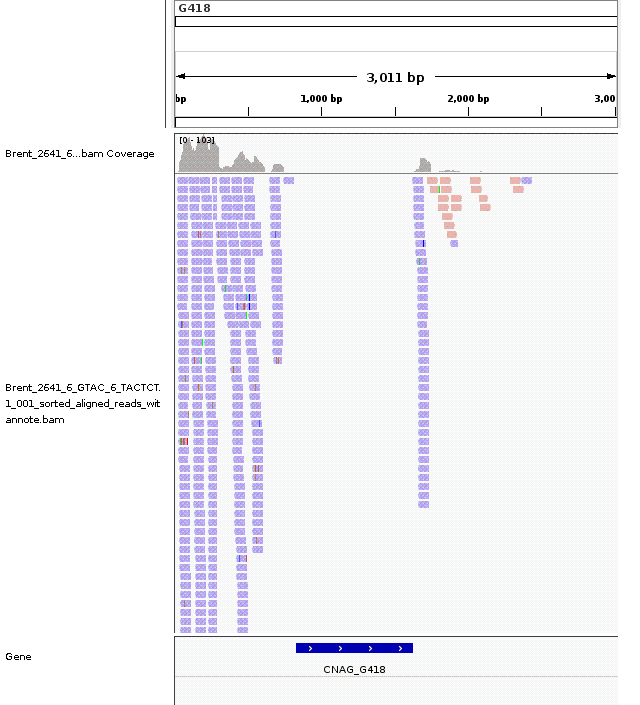 G418
3,011 bp
bp 1,000 bp 2,000 bp 3,00
[0 - 103]
Brent_2641_6...bam Coverage
Brent_2641_6_GTAC_6_TACTCT.
1_001_sorted_aligned_reads_wit
annote.bam
Gene
CNAG_G418